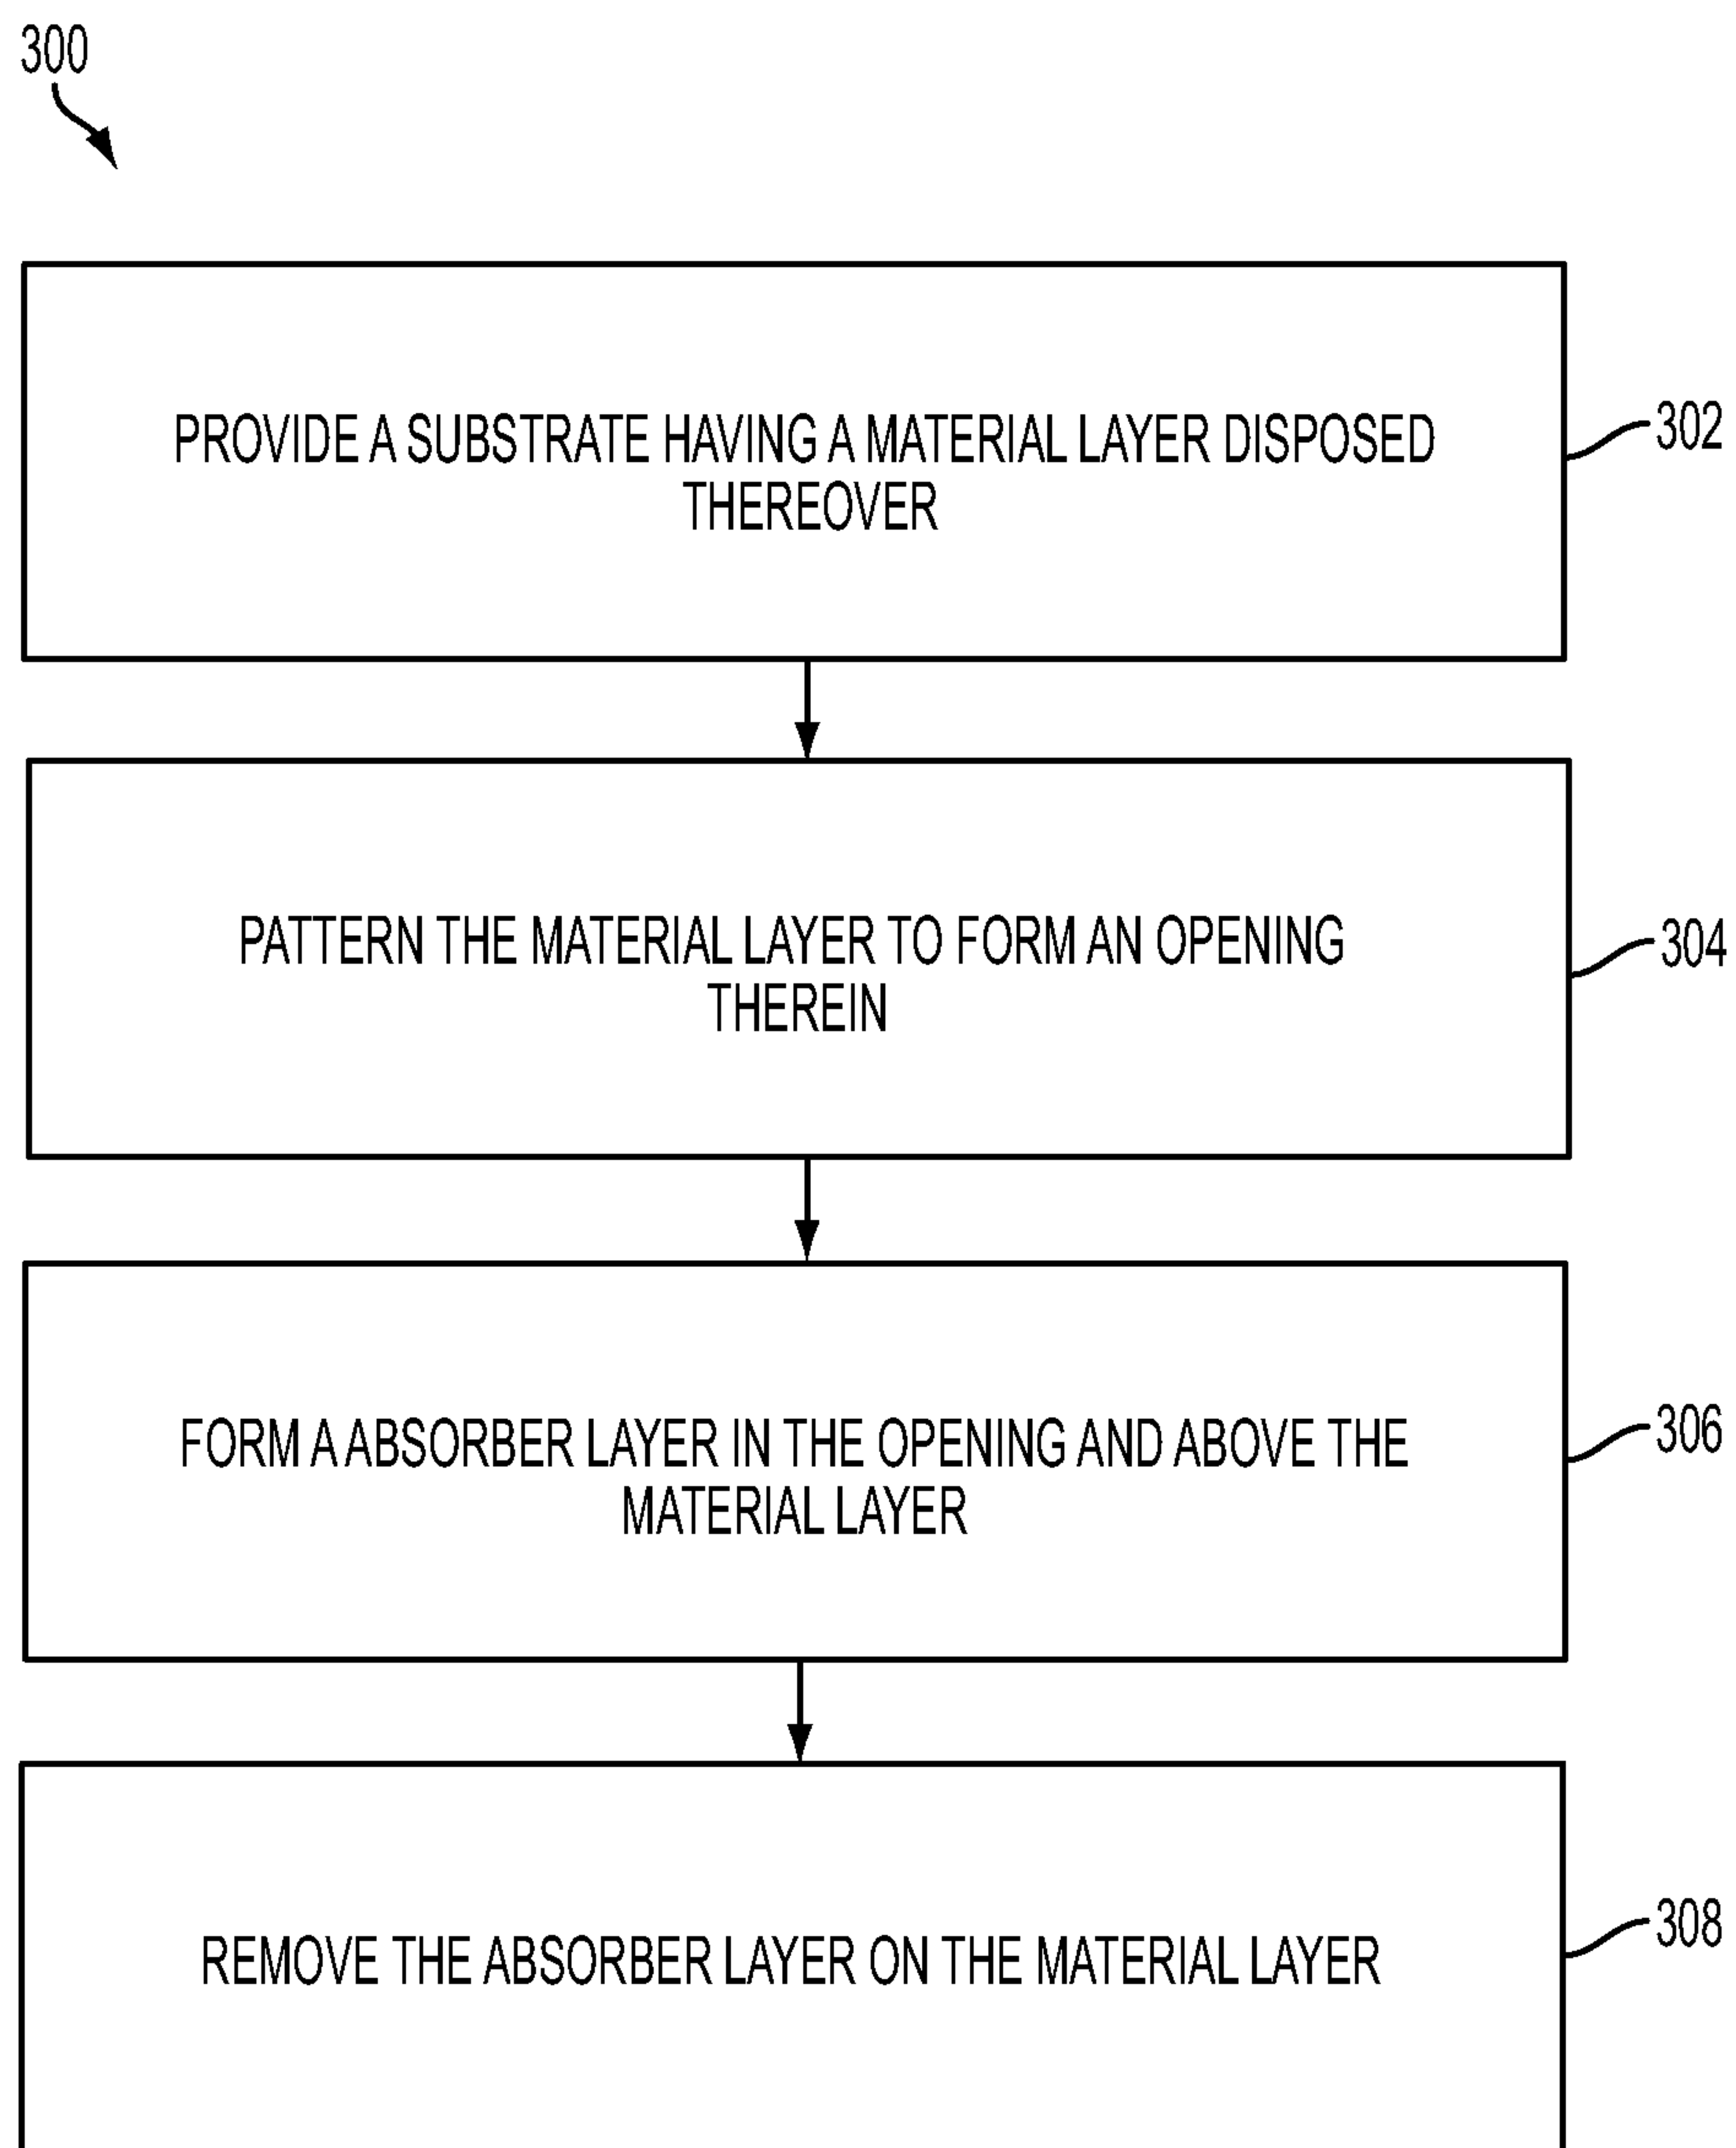 300
PROVIDE A SUBSTRATE HAVING A MATERIAL LAYER DISPOSED
THEREOVER
302
PATTERN THE MATERIAL LAYER TO FORM AN OPENING
THEREIN
304
FORM A ABSORBER LAYER IN THE OPENING AND ABOVE THE
MATERIAL LAYER
306
REMOVE THE ABSORBER LAYER ON THE MATERIAL LAYER
308